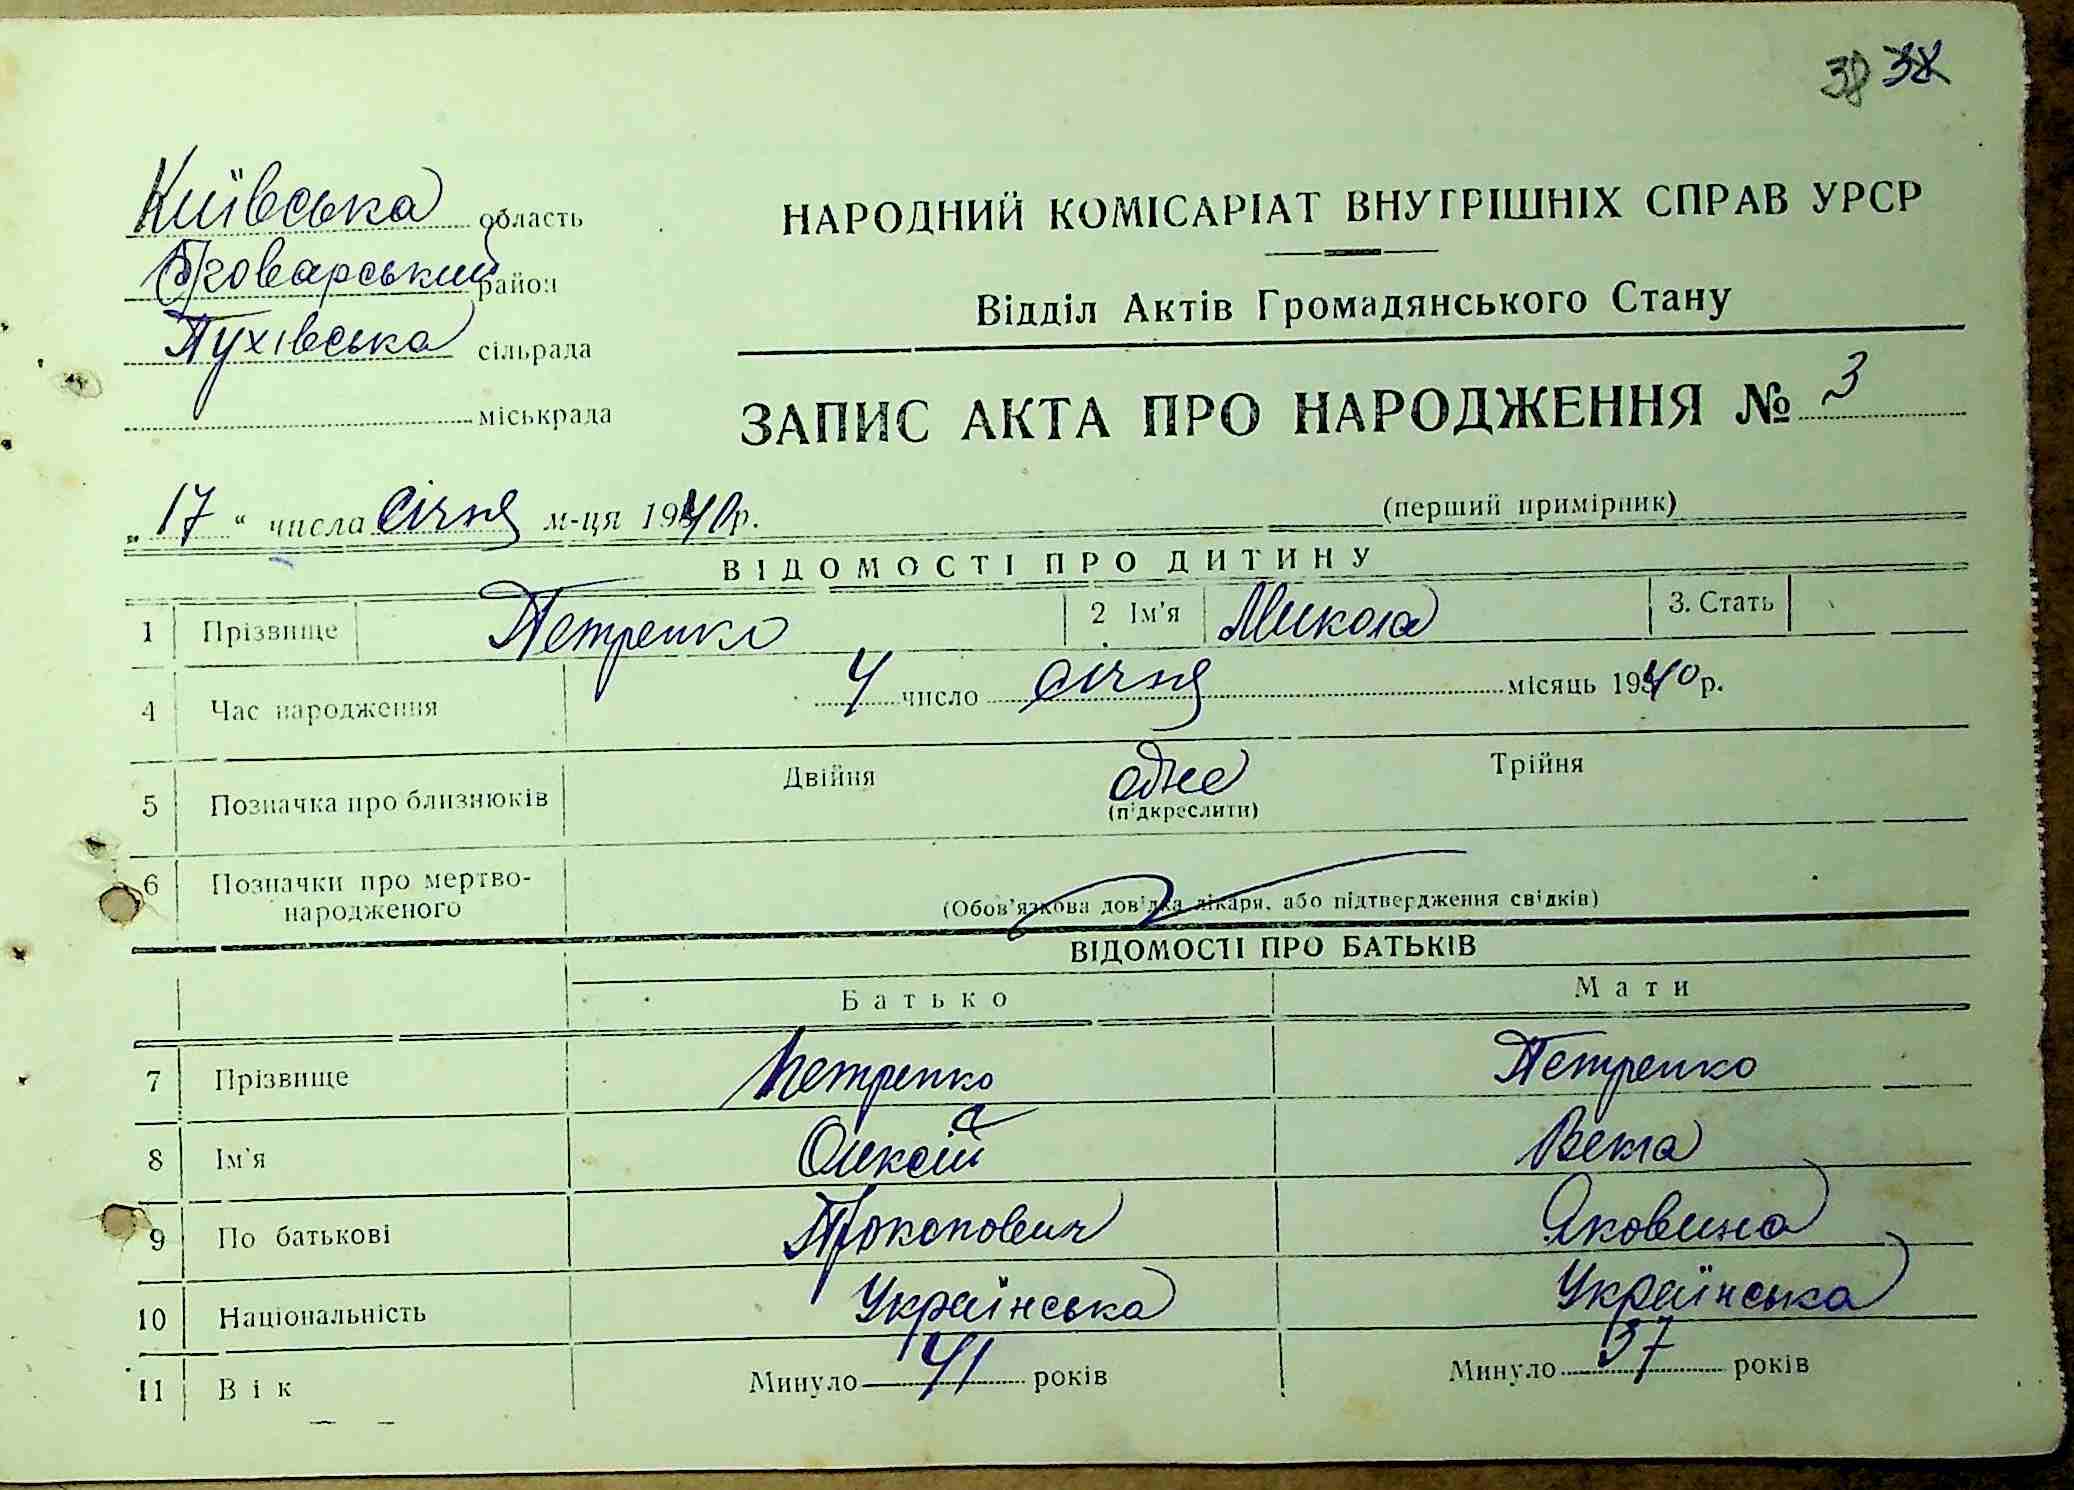 38
Київська область
Броварський район
Пухівська сільрада
міськрада
НАРОДНИЙ КОМІСАРІАТ ВНУТРІШНІХ СПРАВ УРСР
Відділ Актів Громадянського Стану
ЗАПИС АКТА ПРО НАРОДЖЕННЯ № 3
„ 17 “ числа січня м-ця 1940 р.
(перший примірник)
ВІДОМОСТІ ПРО ДИТИНУ
1 Прізвище Петренко 2 Ім'я Микола 3. Стать
4 Час народження 4 число січня місяць 1940 р.
5 Позначка про близнюків Двійня одне Трійня
(підкреслити)
6 Позначки про мертво-
народженого
(Обов'язкова довідка лікаря, або підтвердження свідків)
ВІДОМОСТІ ПРО БАТЬКІВ
Батько Мати
7 Прізвище Петренко Петренко
8 Ім'я Олексій Векла
9 По батькові Прокопович Яковина
10 Національність Українська Українська
11 Вік Минуло 41 років Минуло 37 років